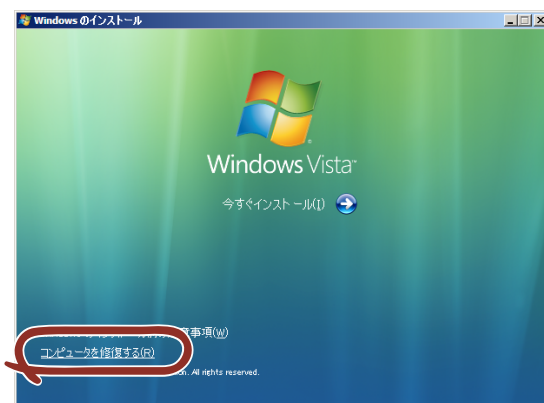 Windows のインストール
Windows Vista™
今すぐインストール(I)
事項(W)
コンピュータを修復する(R)
All rights reserved.